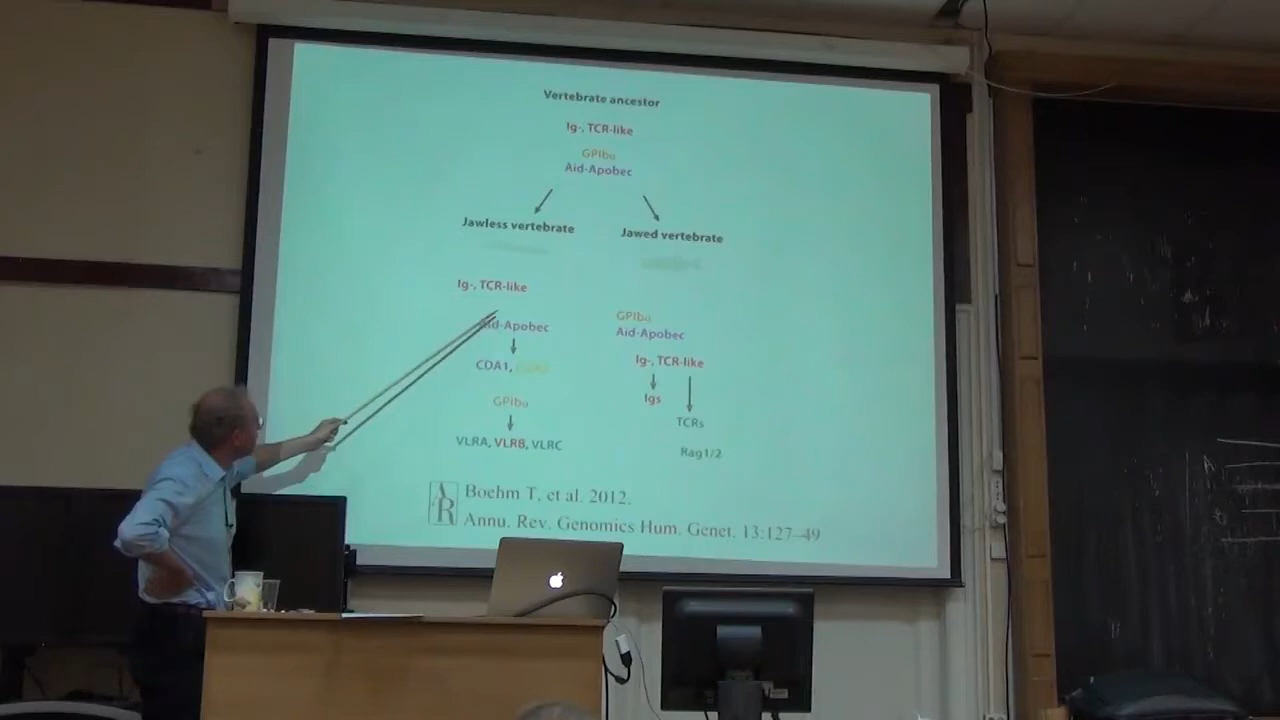 Vertebrate ancestor
Ig-, TCR-like
GPIbα
Aid-Apobec
Jawless vertebrate
Jawed vertebrate
Ig-, TCR-like
Aid-Apobec
CDA1,
GPIbα
VLRA, VLRB, VLRC
GPIbα
Aid-Apobec
Ig-, TCR-like
Igs
TCRs
Rag1/2
AR
Boehm T, et al. 2012.
Annu. Rev. Genomics Hum. Genet. 13:127–49